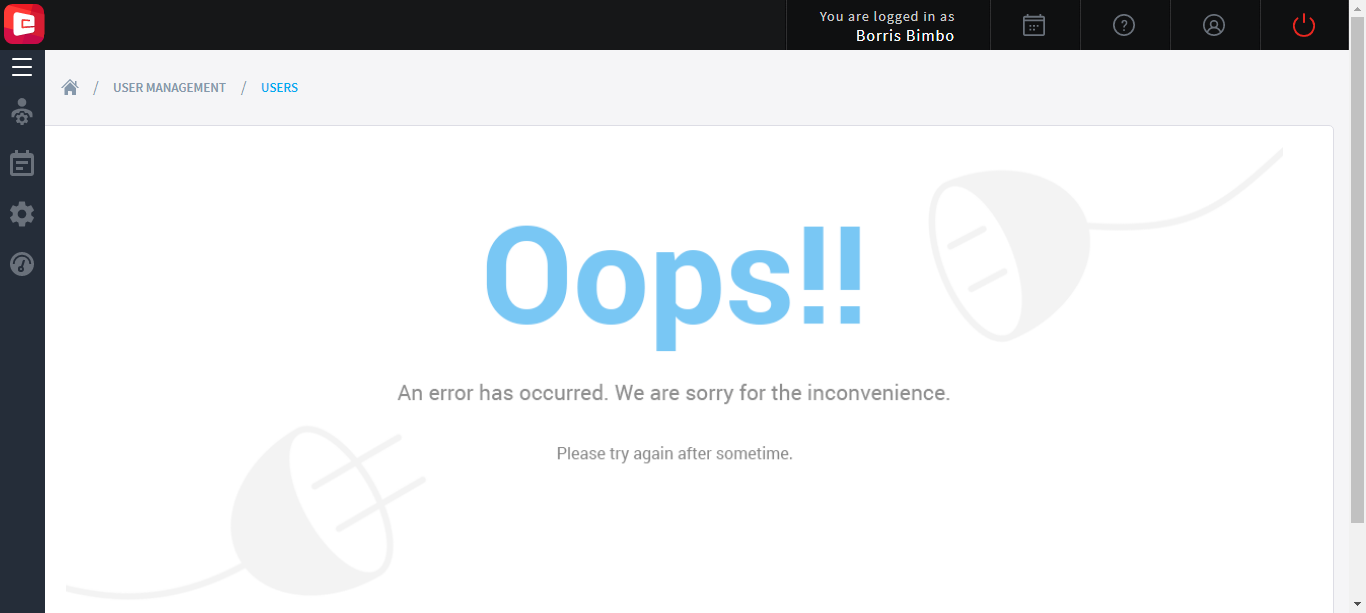 You are logged in as
Borris Bimbo
/ USER MANAGEMENT / USERS
Oops!!
An error has occurred. We are sorry for the inconvenience.
Please try again after sometime.